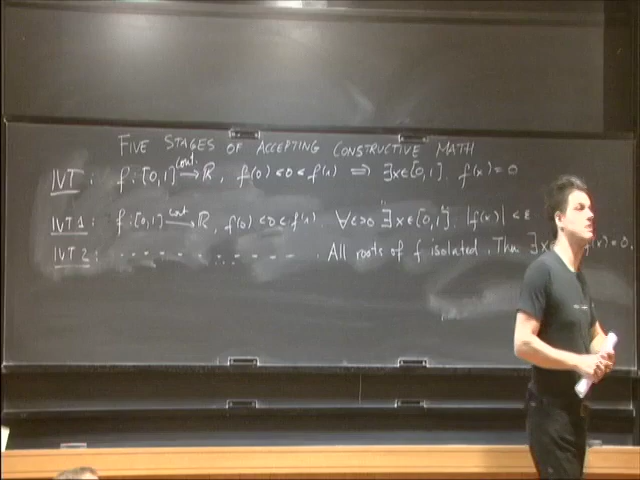 FIVE STAGES OF ACCEPTING CONSTRUCTIVE MATH
IVT : f : [0,1] cont. → ℝ , f(0) < 0 < f(1) ⇒ ∃x∈[0,1]. f(x) = 0
IVT 1 : f : [0,1] cont → ℝ , f(0) < 0 < f(1) ∀ε>0 ∃x∈[0,1]. |f(x)| < ε
IVT 2 : - - - - - - - - - - . All roots of f isolated. Then ∃x (x) = 0.